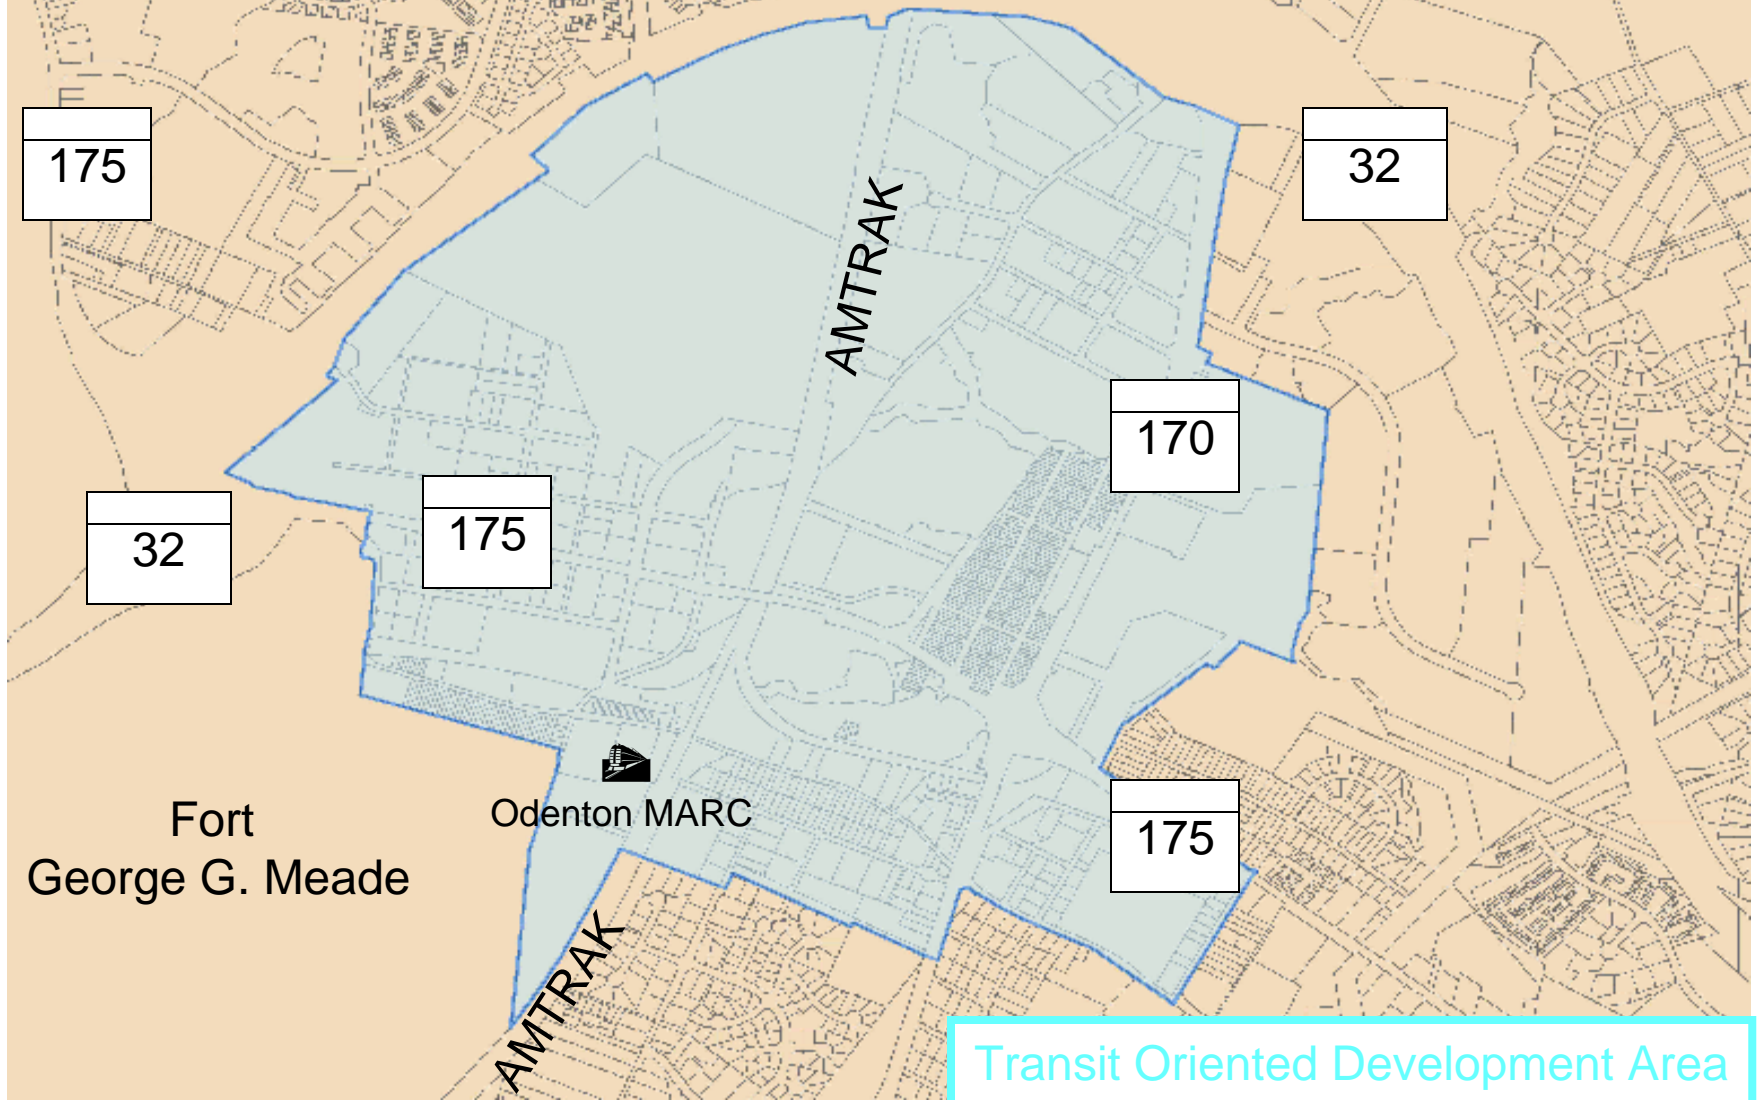 175
32
AMTRAK
170
175
32
Odenton MARC
175
Fort
George G. Meade
AMTRAK
Transit Oriented Development Area